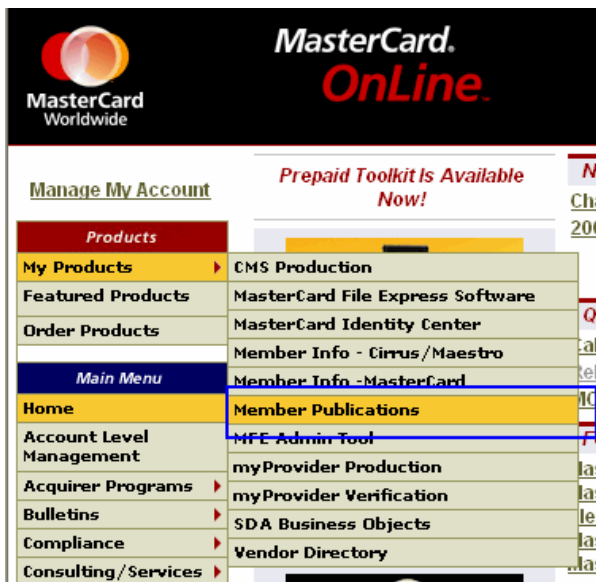 MasterCard.
OnLine
MasterCard
Worldwide
Manage My Account
Prepaid Toolkit Is Available
Now!
Products
My Products
Featured Products
Order Products
Main Menu
Home
Account Level
Management
Acquirer Programs
Bulletins
Compliance
Consulting/Services
CMS Production
MasterCard File Express Software
MasterCard Identity Center
Member Info - Cirrus/Maestro
Member Info -MasterCard
Member Publications
MFE Admin Tool
myProvider Production
myProvider Verification
SDA Business Objects
Vendor Directory